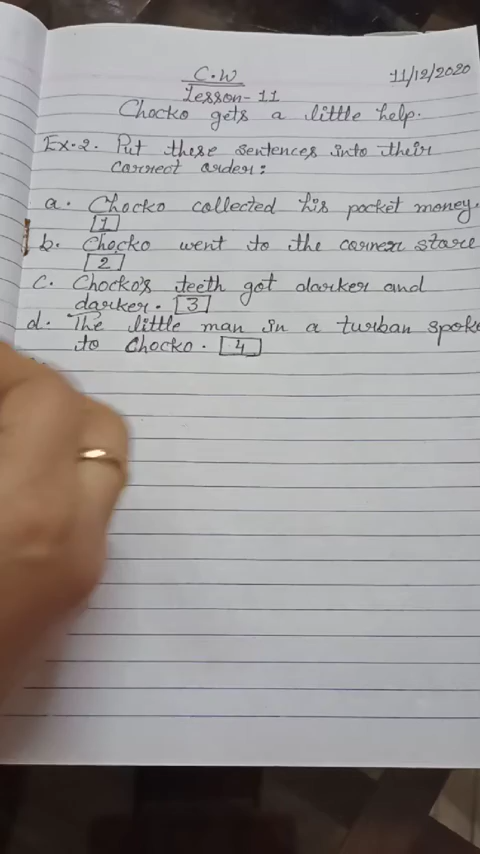 C.W
11/12/2020
Lesson-11
Chocko gets a little help.
Ex-2. Put these sentences into their
correct order:
a. Chocko collected his pocket money.
1
b. Chocko went to the corner store
2
c. Chocko's teeth got darker and
darker. 3
d. The little man in a turban spoke
to Chocko. 4